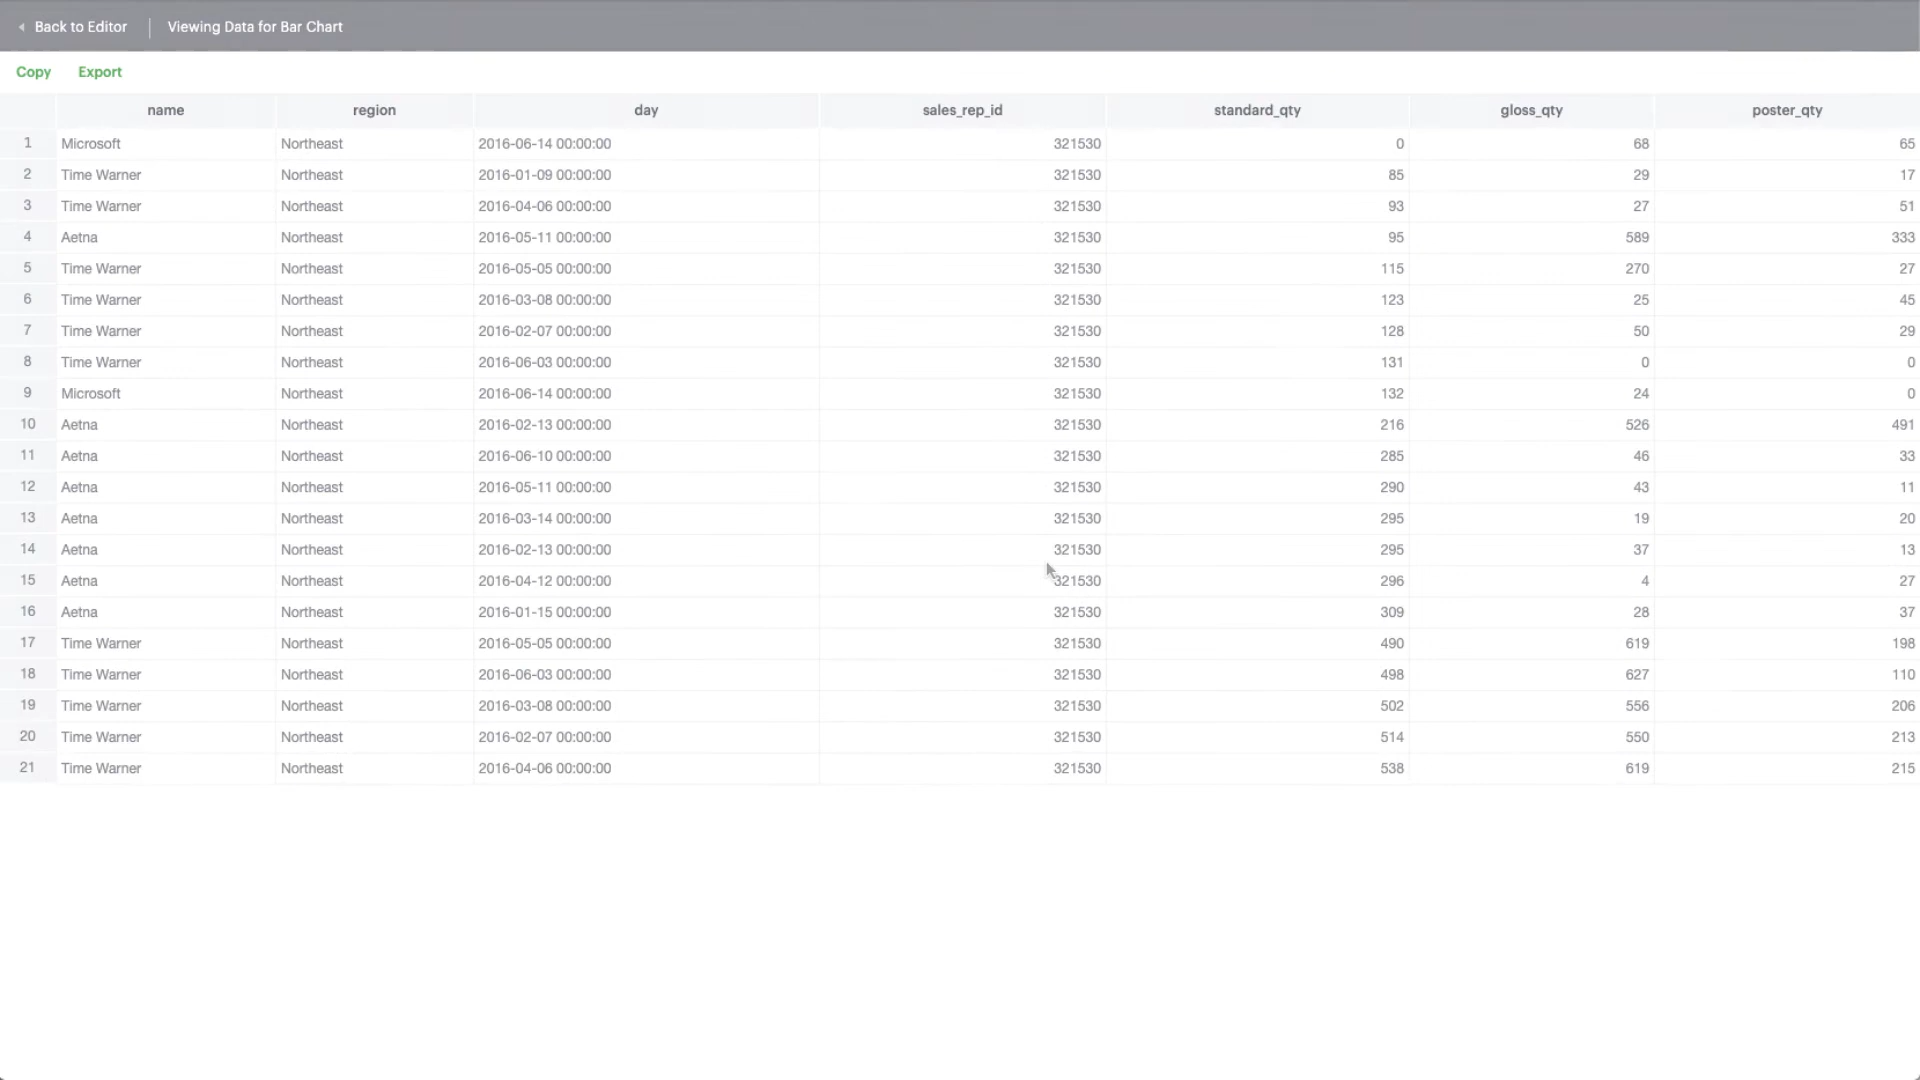 Back to Editor Viewing Data for Bar Chart
Copy Export
name region day sales_rep_id standard_qty gloss_qty poster_qty
1 Microsoft Northeast 2016-06-14 00:00:00 321530 0 68 65
2 Time Warner Northeast 2016-01-09 00:00:00 321530 85 29 17
3 Time Warner Northeast 2016-04-06 00:00:00 321530 93 27 51
4 Aetna Northeast 2016-05-11 00:00:00 321530 95 589 333
5 Time Warner Northeast 2016-05-05 00:00:00 321530 115 270 27
6 Time Warner Northeast 2016-03-08 00:00:00 321530 123 25 45
7 Time Warner Northeast 2016-02-07 00:00:00 321530 128 50 29
8 Time Warner Northeast 2016-06-03 00:00:00 321530 131 0 0
9 Microsoft Northeast 2016-06-14 00:00:00 321530 132 24 0
10 Aetna Northeast 2016-02-13 00:00:00 321530 216 526 491
11 Aetna Northeast 2016-06-10 00:00:00 321530 285 46 33
12 Aetna Northeast 2016-05-11 00:00:00 321530 290 43 11
13 Aetna Northeast 2016-03-14 00:00:00 321530 295 19 20
14 Aetna Northeast 2016-02-13 00:00:00 321530 295 37 13
15 Aetna Northeast 2016-04-12 00:00:00 321530 296 4 27
16 Aetna Northeast 2016-01-15 00:00:00 321530 309 28 37
17 Time Warner Northeast 2016-05-05 00:00:00 321530 490 619 198
18 Time Warner Northeast 2016-06-03 00:00:00 321530 498 627 110
19 Time Warner Northeast 2016-03-08 00:00:00 321530 502 556 206
20 Time Warner Northeast 2016-02-07 00:00:00 321530 514 550 213
21 Time Warner Northeast 2016-04-06 00:00:00 321530 538 619 215